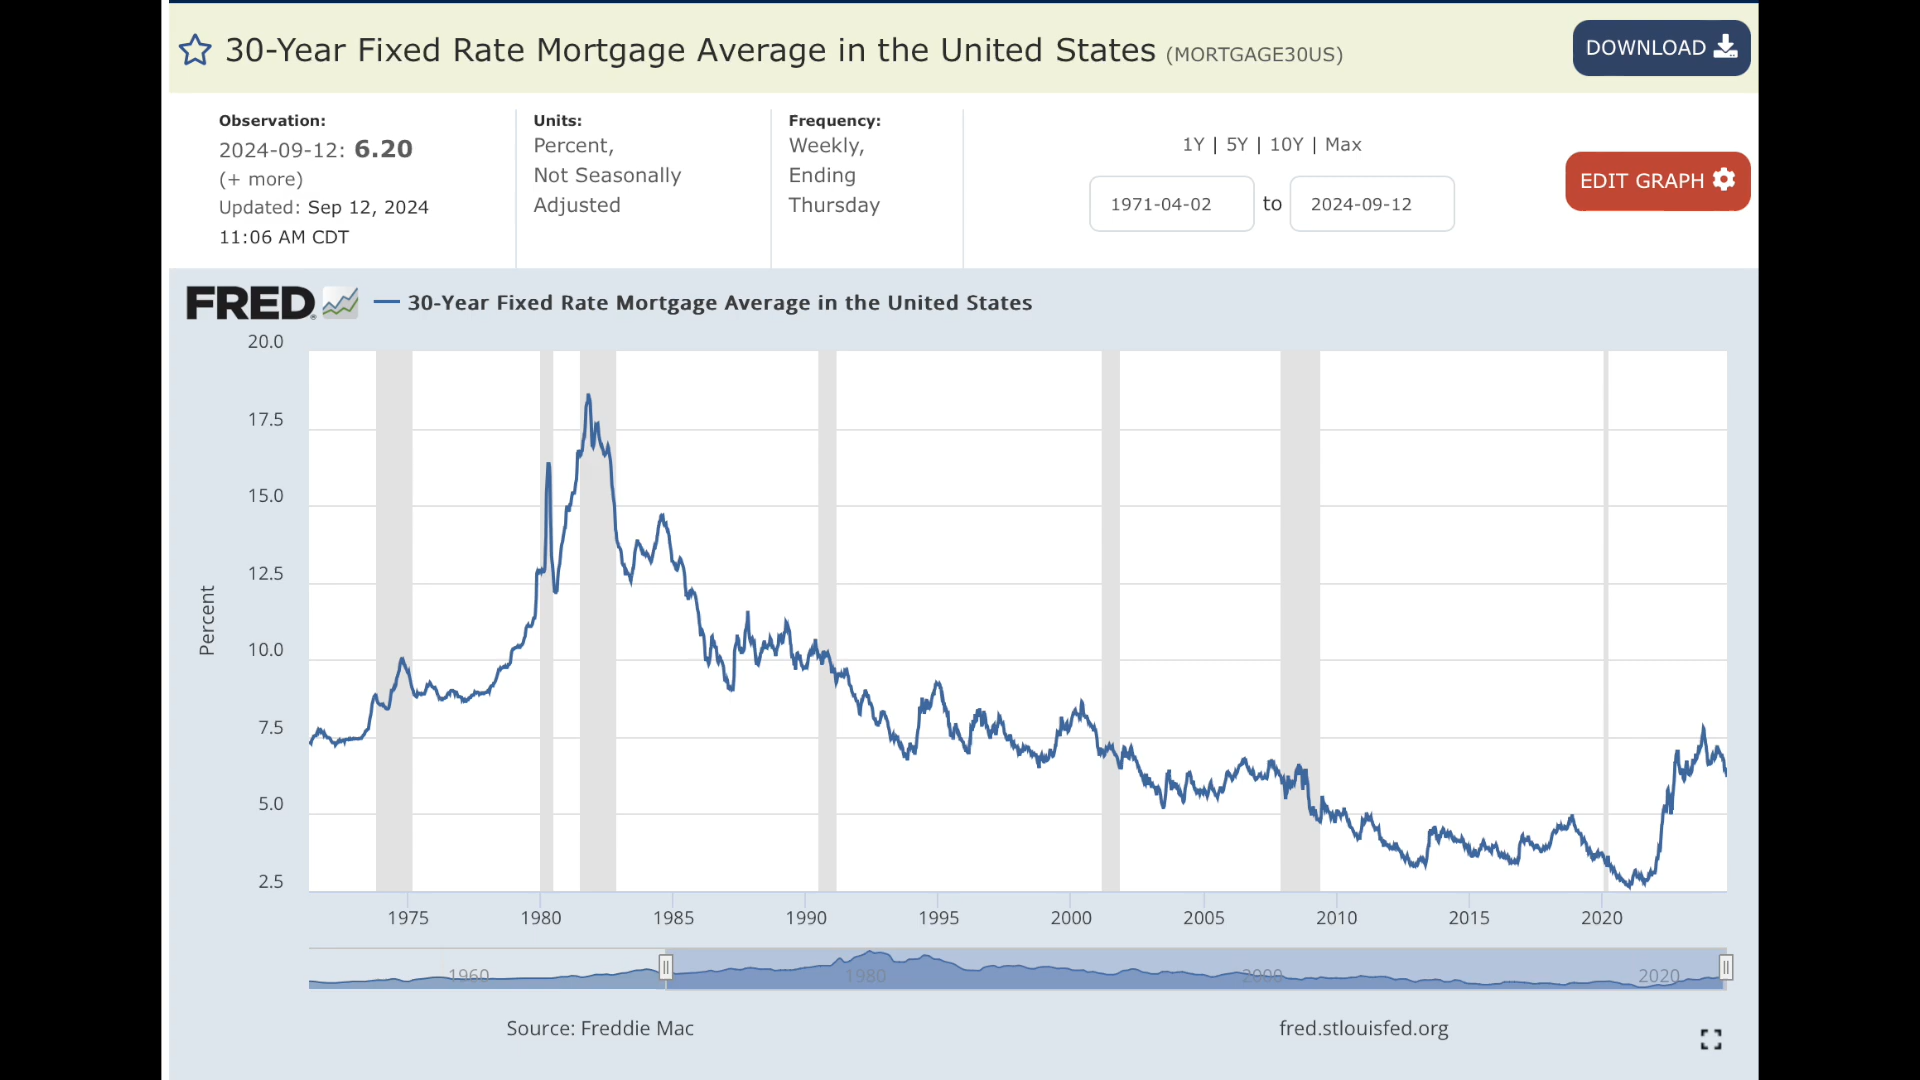 30-Year Fixed Rate Mortgage Average in the United States (MORTGAGE30US)
DOWNLOAD
Observation:
2024-09-12: 6.20
(+ more)
Updated: Sep 12, 2024
11:06 AM CDT
Units:
Percent,
Not Seasonally
Adjusted
Frequency:
Weekly,
Ending
Thursday
1Y | 5Y | 10Y | Max
1971-04-02 to 2024-09-12
EDIT GRAPH
FRED
30-Year Fixed Rate Mortgage Average in the United States
20.0
17.5
15.0
12.5
10.0
7.5
5.0
2.5
Percent
1975 1980 1985 1990 1995 2000 2005 2010 2015 2020
1960 1980 2000 2020
Source: Freddie Mac
fred.stlouisfed.org